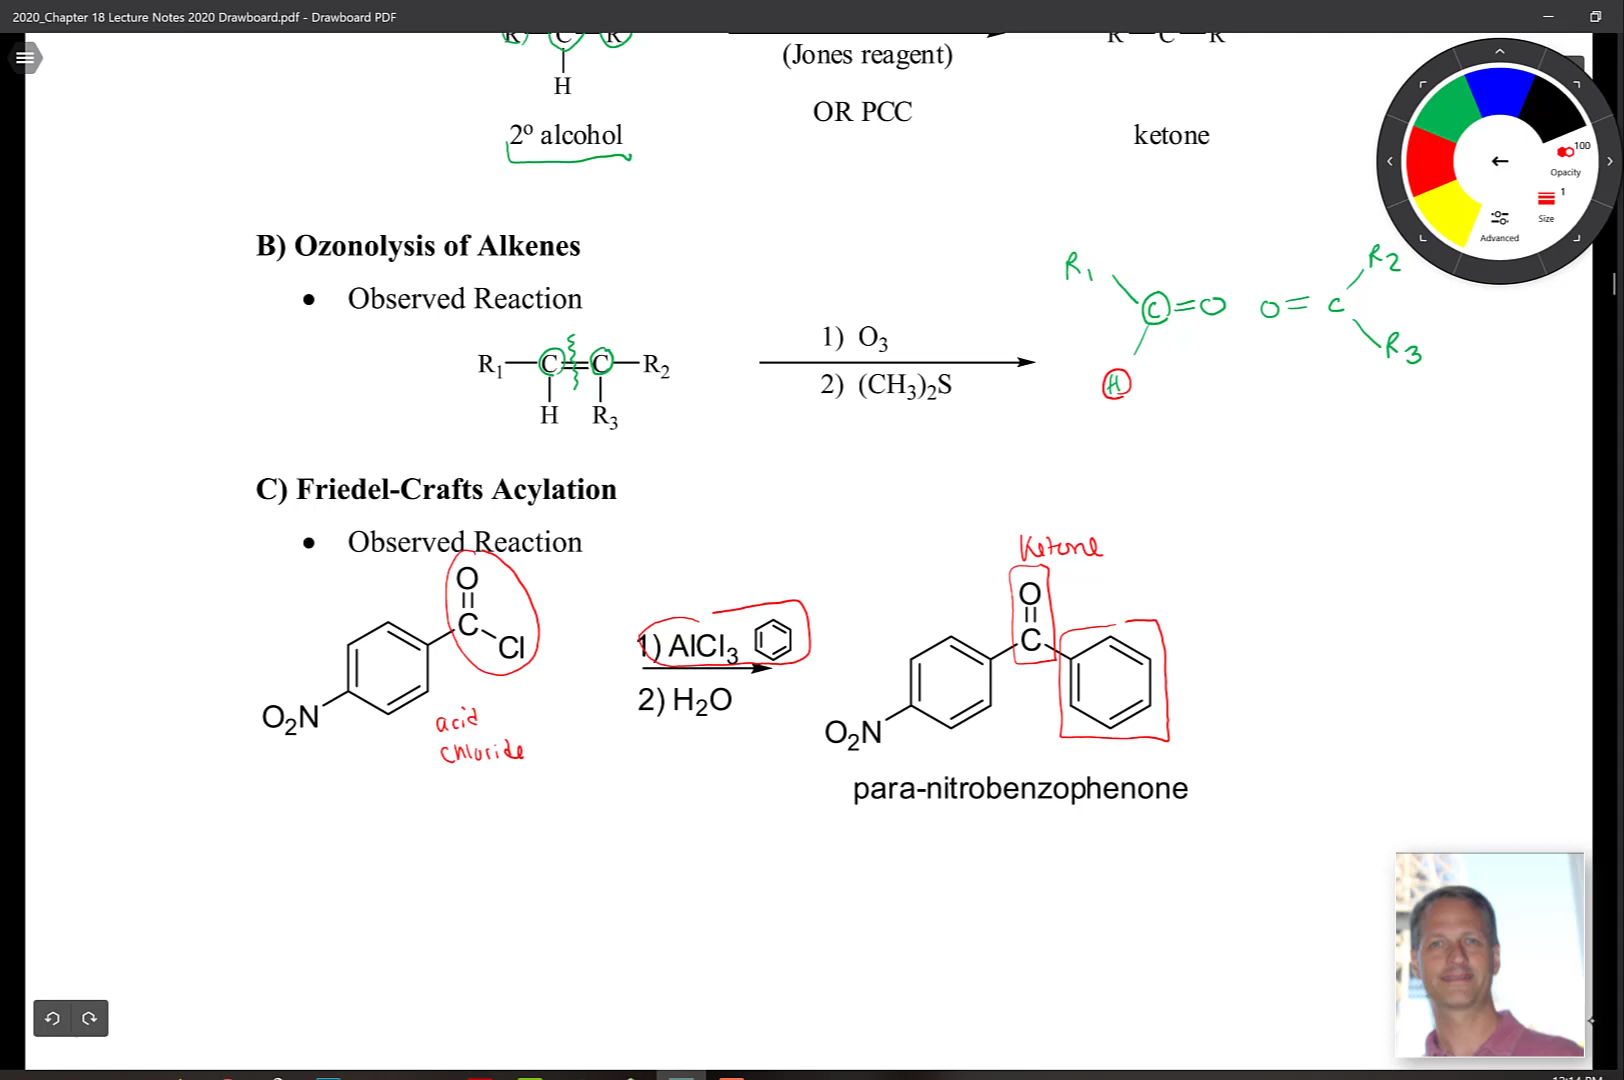 2020_Chapter 18 Lecture Notes 2020 Drawboard.pdf - Drawboard PDF
R C R
(Jones reagent)
R C R
H
OR PCC
2º alcohol
ketone
100
Opacity
1
Size
Advanced
B) Ozonolysis of Alkenes
• Observed Reaction
R₁—C=C—R₂
H R₃
1) O₃
2) (CH₃)₂S
R₁ R₂
C=O O=C
H R₃
C) Friedel-Crafts Acylation
• Observed Reaction
O
C
Cl
O₂N
acid
chloride
1) AlCl₃
2) H₂O
Ketone
O
C
O₂N
para-nitrobenzophenone